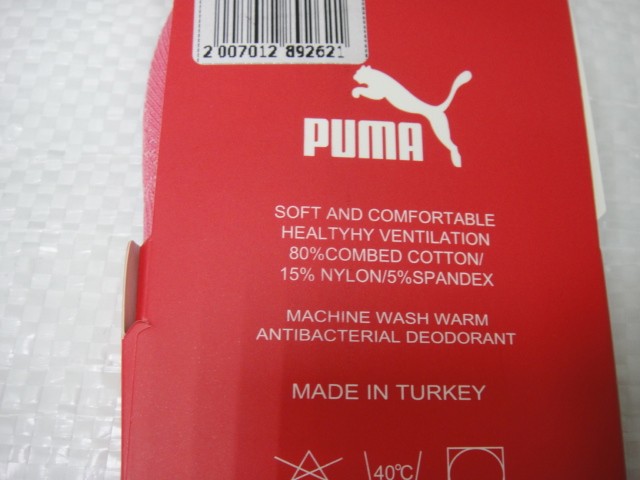 2 007012 892621
PUMA
SOFT AND COMFORTABLE
HEALTYHY VENTILATION
80%COMBED COTTON/
15% NYLON/5%SPANDEX
MACHINE WASH WARM
ANTIBACTERIAL DEODORANT
MADE IN TURKEY
40°C